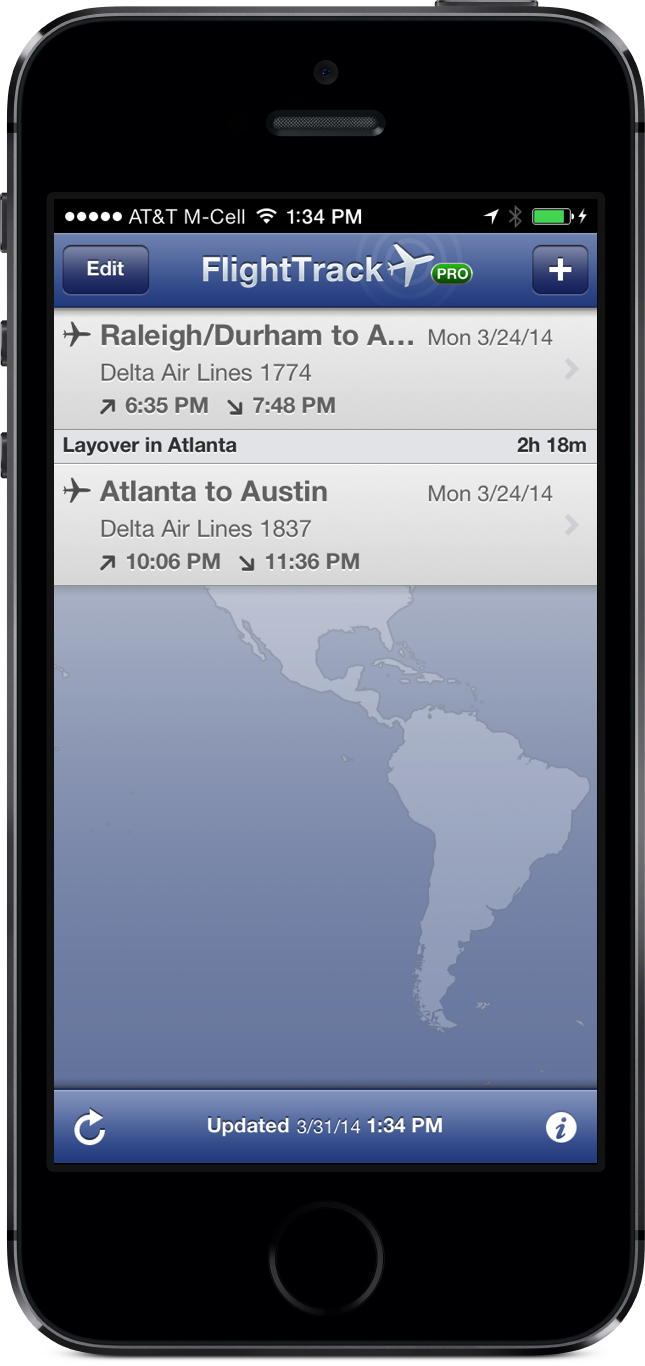 AT&T M-Cell 1:34 PM
Edit FlightTrack PRO +
Raleigh/Durham to A... Mon 3/24/14
Delta Air Lines 1774
6:35 PM 7:48 PM
Layover in Atlanta 2h 18m
Atlanta to Austin Mon 3/24/14
Delta Air Lines 1837
10:06 PM 11:36 PM
Updated 3/31/14 1:34 PM i